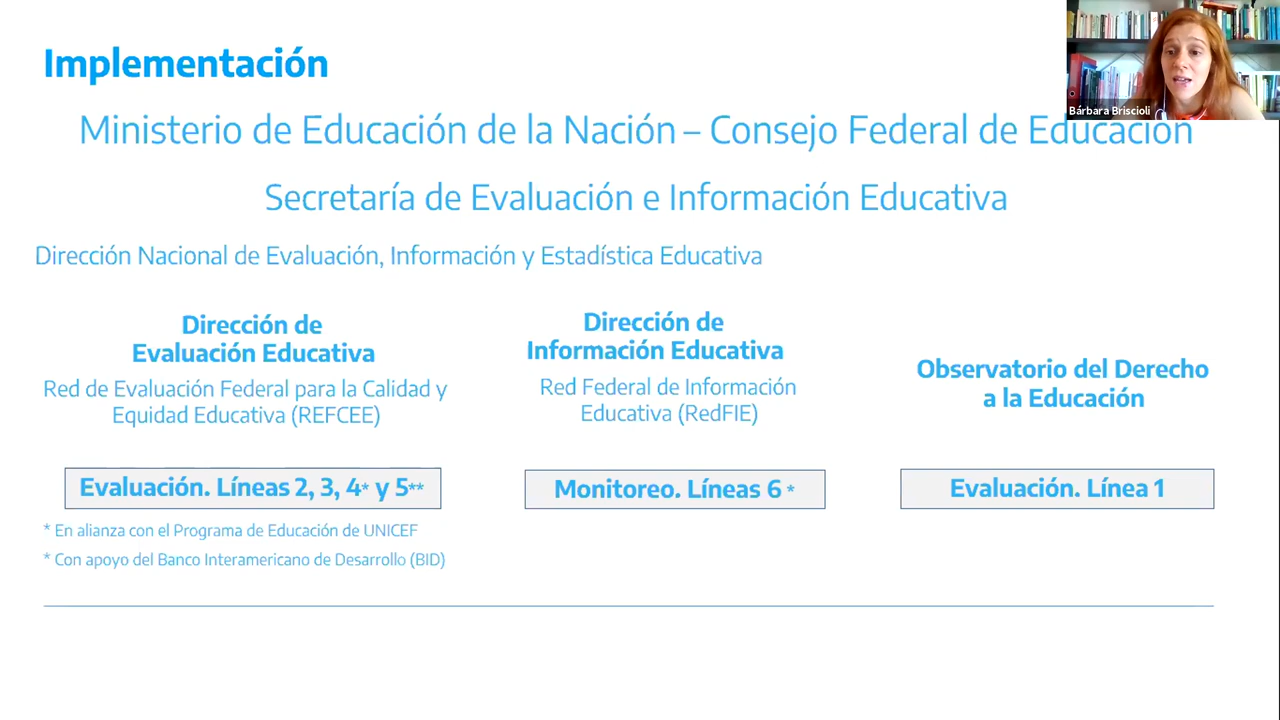 Implementación
Bárbara Briscioli
Ministerio de Educación de la Nación – Consejo Federal de Educación
Secretaría de Evaluación e Información Educativa
Dirección Nacional de Evaluación, Información y Estadística Educativa
Dirección de
Evaluación Educativa
Red de Evaluación Federal para la Calidad y
Equidad Educativa (REFCEE)
Dirección de
Información Educativa
Red Federal de Información
Educativa (RedFIE)
Observatorio del Derecho
a la Educación
Evaluación. Líneas 2, 3, 4* y 5**
Monitoreo. Líneas 6 *
Evaluación. Línea 1
* En alianza con el Programa de Educación de UNICEF
* Con apoyo del Banco Interamericano de Desarrollo (BID)